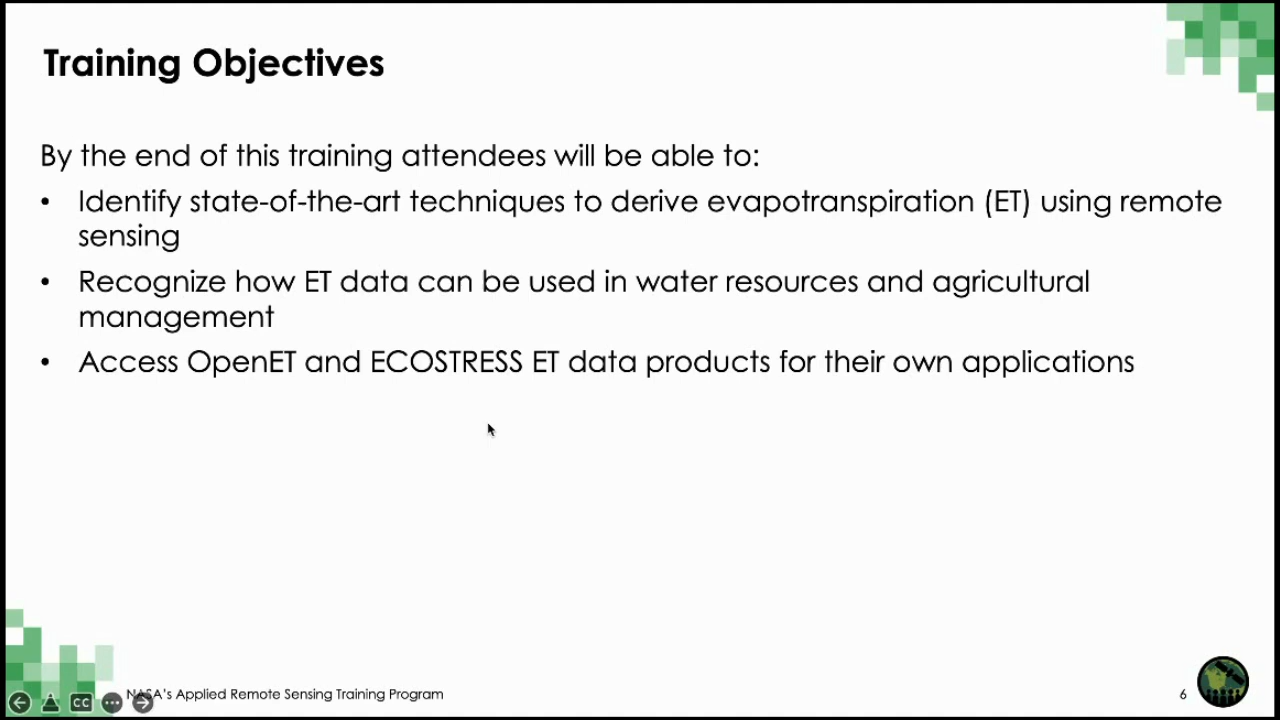 Training Objectives
By the end of this training attendees will be able to:
• Identify state-of-the-art techniques to derive evapotranspiration (ET) using remote
sensing
• Recognize how ET data can be used in water resources and agricultural
management
• Access OpenET and ECOSTRESS ET data products for their own applications
CC
NASA's Applied Remote Sensing Training Program
6